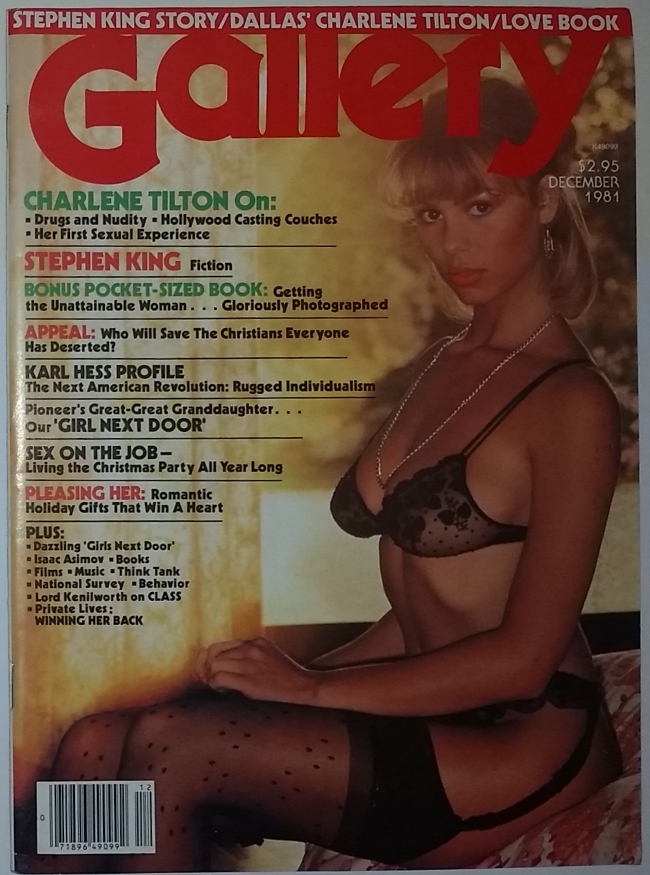 STEPHEN KING STORY/DALLAS' CHARLENE TILTON/LOVE BOOK
Gallery
$2.95
DECEMBER
1981
CHARLENE TILTON On:
▪ Drugs and Nudity ▪ Hollywood Casting Couches
▪ Her First Sexual Experience
STEPHEN KING Fiction
BONUS POCKET-SIZED BOOK: Getting
the Unattainable Woman . . . Gloriously Photographed
APPEAL: Who Will Save The Christians Everyone
Has Deserted?
KARL HESS PROFILE
The Next American Revolution: Rugged Individualism
Pioneer's Great-Great Granddaughter. . .
Our 'GIRL NEXT DOOR'
SEX ON THE JOB—
Living the Christmas Party All Year Long
PLEASING HER: Romantic
Holiday Gifts That Win A Heart
PLUS:
▪ Dazzling 'Girls Next Door'
▪ Isaac Asimov ▪ Books
▪ Films ▪ Music ▪ Think Tank
▪ National Survey ▪ Behavior
▪ Lord Kenilworth on CLASS
▪ Private Lives:
WINNING HER BACK
12
0
71896 49099